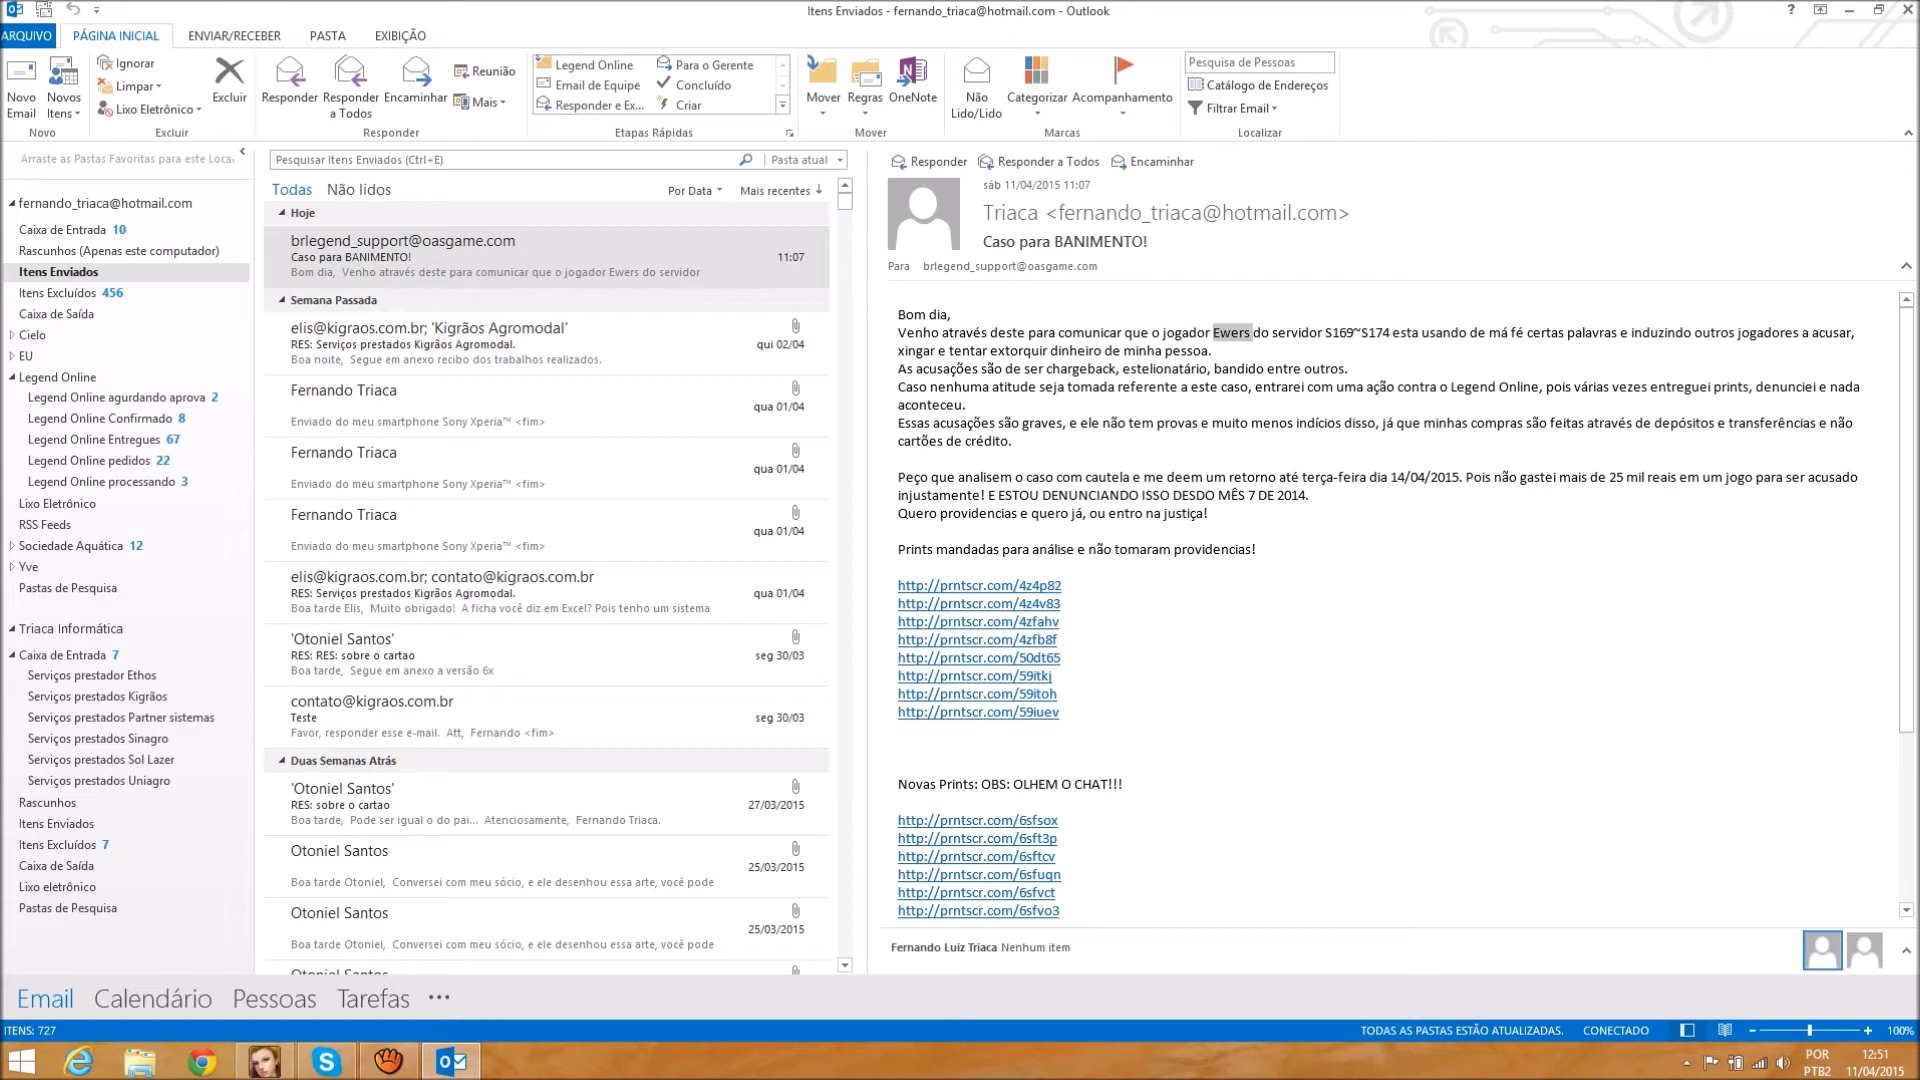 Itens Enviados - fernando_triaca@hotmail.com - Outlook
ARQUIVO PÁGINA INICIAL ENVIAR/RECEBER PASTA EXIBIÇÃO
Novo Email
Novos Itens
Novo
Ignorar
Limpar
Lixo Eletrônico
Excluir
Excluir
Responder
Responder a Todos
Encaminhar
Reunião
Mais
Responder
Legend Online
Email de Equipe
Responder e Ex...
Para o Gerente
Concluído
Criar
Etapas Rápidas
Mover
Regras
OneNote
Mover
Não Lido/Lido
Categorizar
Acompanhamento
Marcas
Pesquisa de Pessoas
Catálogo de Endereços
Filtrar Email
Localizar
Arraste as Pastas Favoritas para este Loca
fernando_triaca@hotmail.com
Caixa de Entrada 10
Rascunhos (Apenas este computador)
Itens Enviados
Itens Excluídos 456
Caixa de Saída
Cielo
EU
Legend Online
Legend Online agurdando aprova 2
Legend Online Confirmado 8
Legend Online Entregues 67
Legend Online pedidos 22
Legend Online processando 3
Lixo Eletrônico
RSS Feeds
Sociedade Aquática 12
Yve
Pastas de Pesquisa
Triaca Informática
Caixa de Entrada 7
Serviços prestador Ethos
Serviços prestados Kigrãos
Serviços prestados Partner sistemas
Serviços prestados Sinagro
Serviços prestados Sol Lazer
Serviços prestados Uniagro
Rascunhos
Itens Enviados
Itens Excluídos 7
Caixa de Saída
Lixo eletrônico
Pastas de Pesquisa
Pesquisar Itens Enviados (Ctrl+E) Pasta atual
Todas Não lidos Por Data Mais recentes
Hoje
brlegend_support@oasgame.com
Caso para BANIMENTO! 11:07
Bom dia, Venho através deste para comunicar que o jogador Ewers do servidor
Semana Passada
elis@kigraos.com.br; 'Kigrãos Agromodal'
RES: Serviços prestados Kigrãos Agromodal. qui 02/04
Boa noite, Segue em anexo recibo dos trabalhos realizados.
Fernando Triaca
qua 01/04
Enviado do meu smartphone Sony Xperia™ <fim>
Fernando Triaca
qua 01/04
Enviado do meu smartphone Sony Xperia™ <fim>
Fernando Triaca
qua 01/04
Enviado do meu smartphone Sony Xperia™ <fim>
elis@kigraos.com.br; contato@kigraos.com.br
RES: Serviços prestados Kigrãos Agromodal. qua 01/04
Boa tarde Elis, Muito obrigado! A ficha você diz em Excel? Pois tenho um sistema
'Otoniel Santos'
RES: RES: sobre o cartao seg 30/03
Boa tarde, Segue em anexo a versão 6x
contato@kigraos.com.br
Teste seg 30/03
Favor, responder esse e-mail. Att, Fernando <fim>
Duas Semanas Atrás
'Otoniel Santos'
RES: sobre o cartao 27/03/2015
Boa tarde, Pode ser igual o do pai... Atenciosamente, Fernando Triaca.
Otoniel Santos
25/03/2015
Boa tarde Otoniel, Conversei com meu sócio, e ele desenhou essa arte, você pode
Otoniel Santos
25/03/2015
Boa tarde Otoniel, Conversei com meu sócio, e ele desenhou essa arte, você pode
Otoniel Santos
Responder Responder a Todos Encaminhar
sáb 11/04/2015 11:07
Triaca <fernando_triaca@hotmail.com>
Caso para BANIMENTO!
Para brlegend_support@oasgame.com
Bom dia,
Venho através deste para comunicar que o jogador Ewers do servidor S169~S174 esta usando de má fé certas palavras e induzindo outros jogadores a acusar,
xingar e tentar extorquir dinheiro de minha pessoa.
As acusações são de ser chargeback, estelionatário, bandido entre outros.
Caso nenhuma atitude seja tomada referente a este caso, entrarei com uma ação contra o Legend Online, pois várias vezes entreguei prints, denunciei e nada
aconteceu.
Essas acusações são graves, e ele não tem provas e muito menos indícios disso, já que minhas compras são feitas através de depósitos e transferências e não
cartões de crédito.
Peço que analisem o caso com cautela e me deem um retorno até terça-feira dia 14/04/2015. Pois não gastei mais de 25 mil reais em um jogo para ser acusado
injustamente! E ESTOU DENUNCIANDO ISSO DESDO MÊS 7 DE 2014.
Quero providencias e quero já, ou entro na justiça!
Prints mandadas para análise e não tomaram providencias!
http://prntscr.com/4z4p82
http://prntscr.com/4z4v83
http://prntscr.com/4zfahv
http://prntscr.com/4zfb8f
http://prntscr.com/50dt65
http://prntscr.com/59itkj
http://prntscr.com/59itoh
http://prntscr.com/59iuev
Novas Prints: OBS: OLHEM O CHAT!!!
http://prntscr.com/6sfsox
http://prntscr.com/6sft3p
http://prntscr.com/6sftcv
http://prntscr.com/6sfuqn
http://prntscr.com/6sfvct
http://prntscr.com/6sfvo3
Fernando Luiz Triaca Nenhum item
Email Calendário Pessoas Tarefas •••
ITENS: 727 TODAS AS PASTAS ESTÃO ATUALIZADAS. CONECTADO 100%
POR 12:51
PTB2 11/04/2015